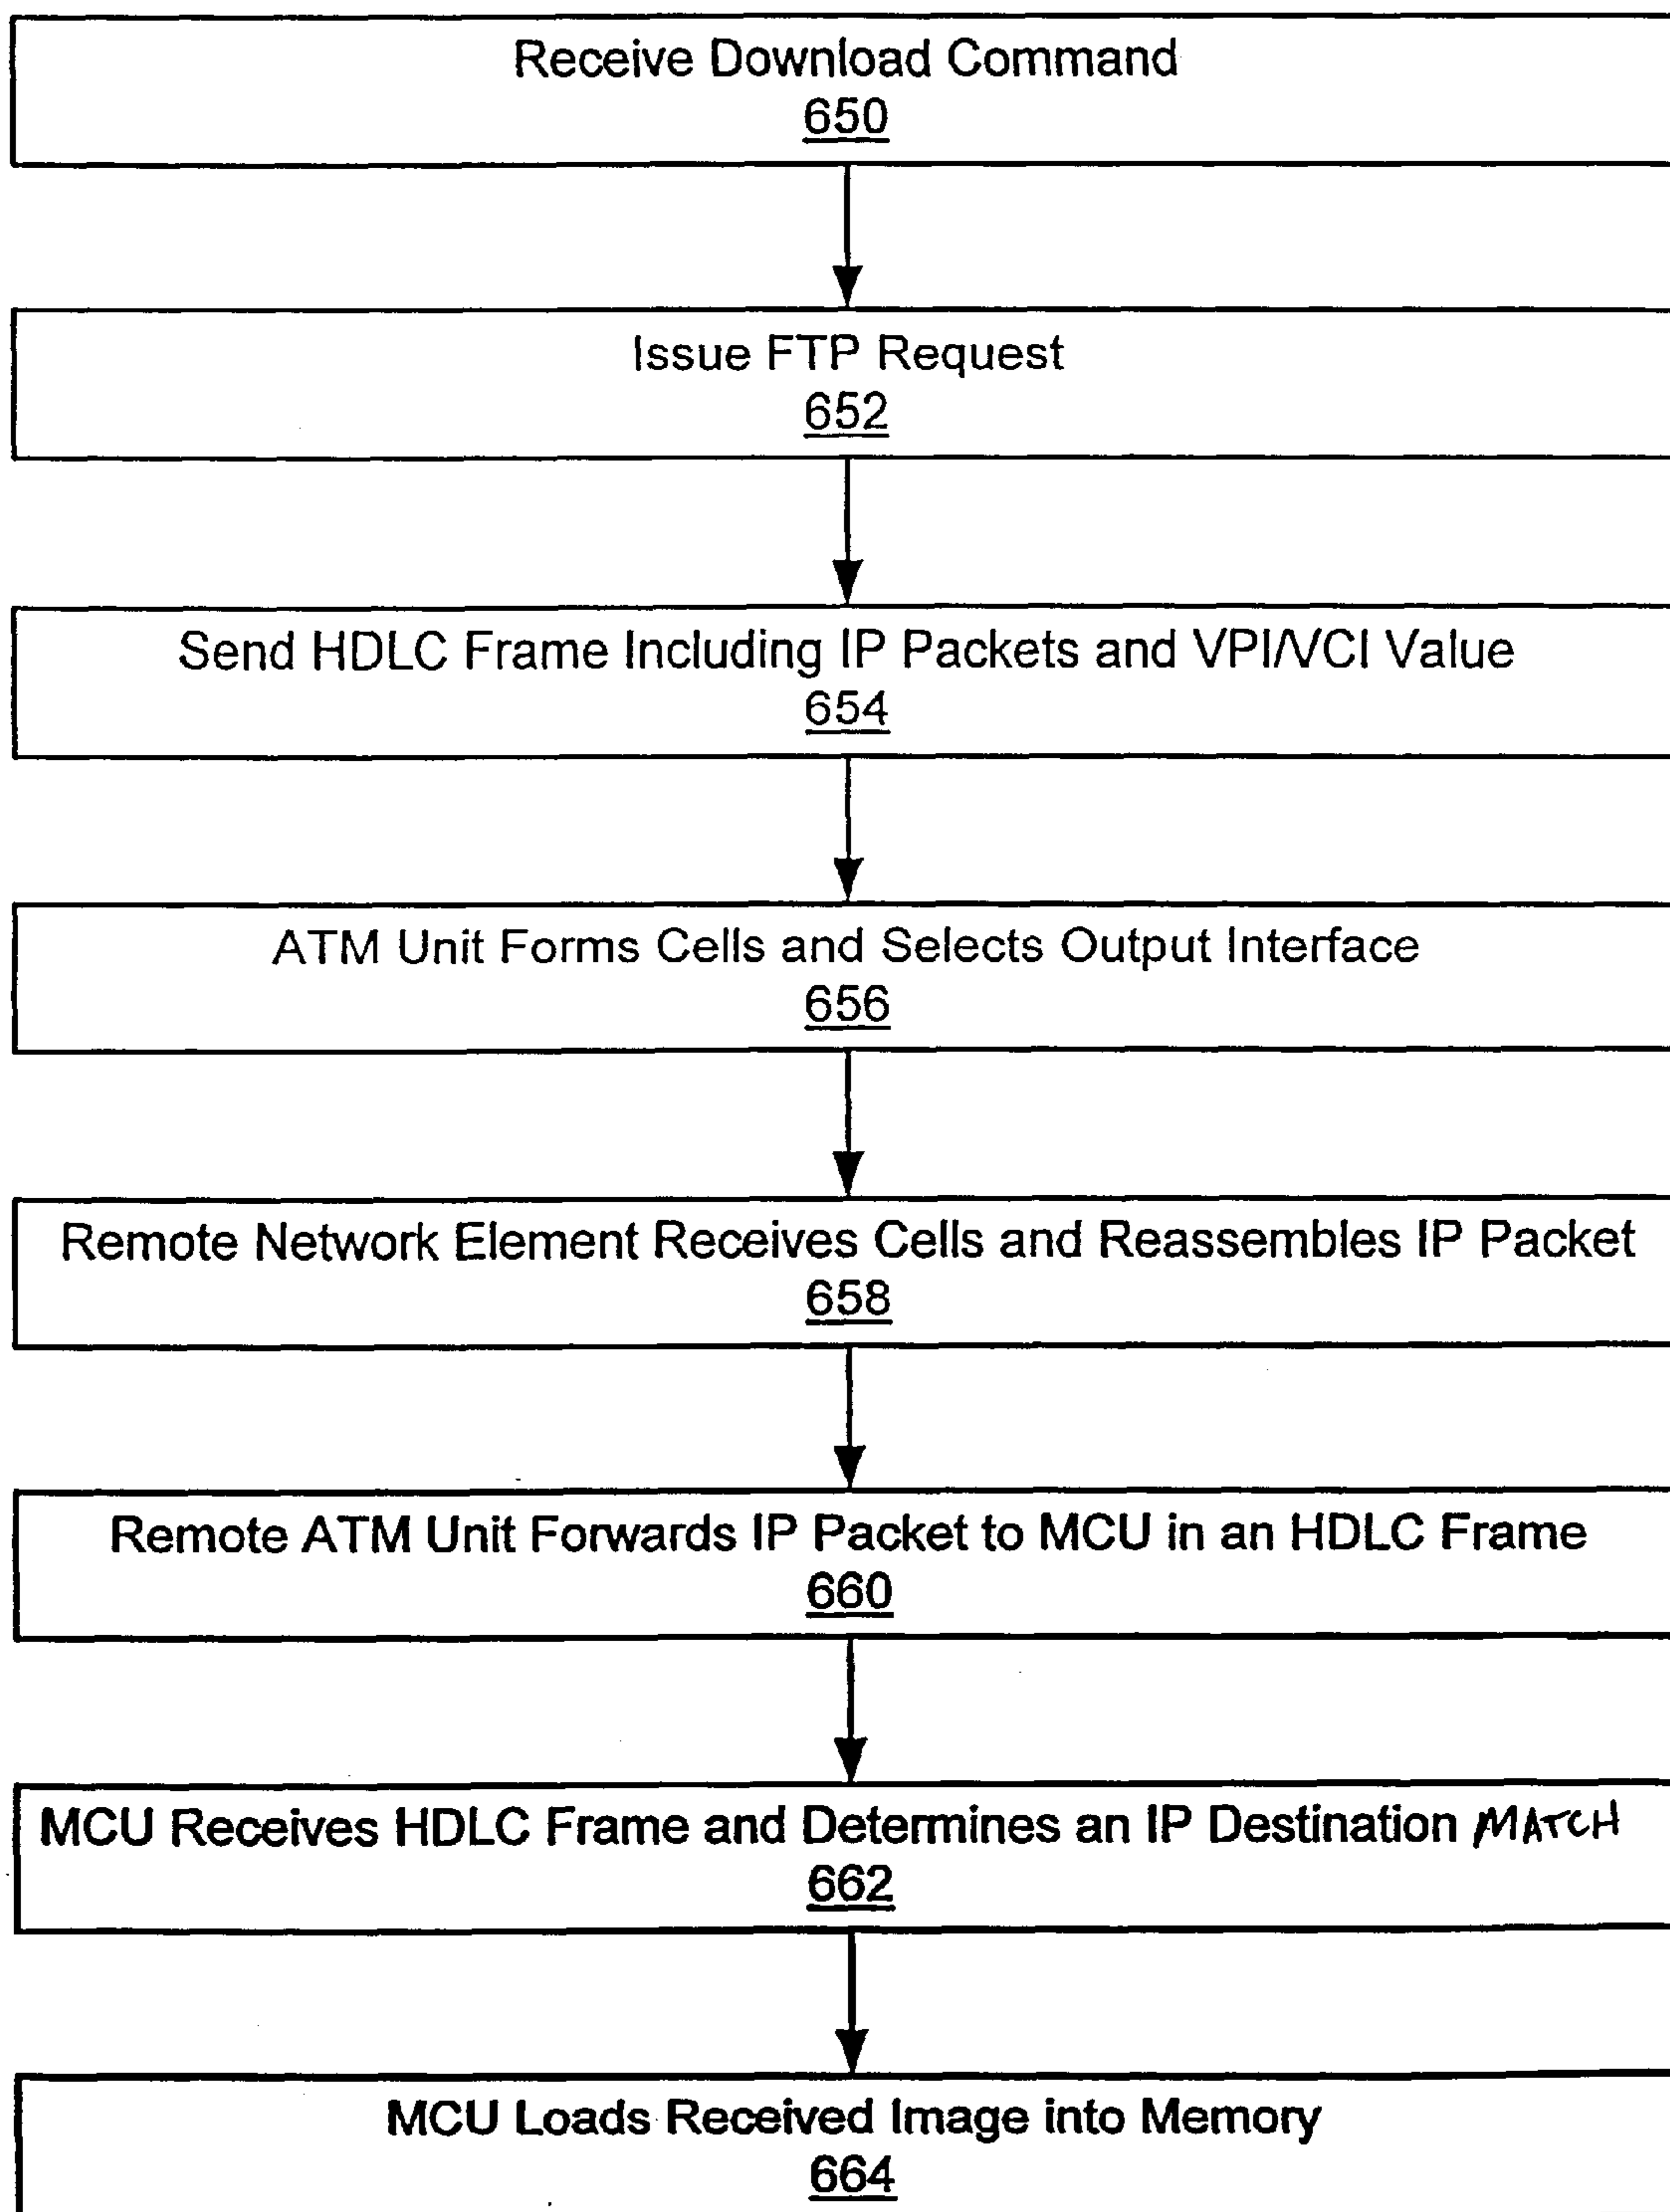 Receive Download Command
650
Issue FTP Request
652
Send HDLC Frame Including IP Packets and VPI/VCI Value
654
ATM Unit Forms Cells and Selects Output Interface
656
Remote Network Element Receives Cells and Reassembles IP Packet
658
Remote ATM Unit Forwards IP Packet to MCU in an HDLC Frame
660
MCU Receives HDLC Frame and Determines an IP Destination MATCH
662
MCU Loads Received Image into Memory
664